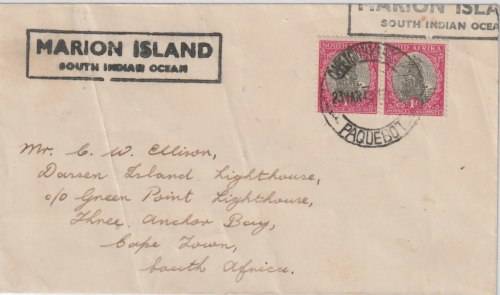 MARION ISLAND
SOUTH INDIAN OCEAN
MARION ISLA
SOUTH INDIAN OCEA
PAQUEBOT
Mr. C. W. Ellison,
Dassen Island Lighthouse,
c/o Green Point Lighthouse,
Three Anchor Bay,
Cape Town,
South Africa.